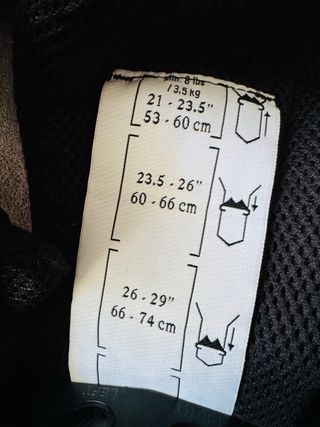 Min. 8 lbs
/ 3.5 kg
21 - 23.5"
53 - 60 cm
23.5 - 26"
60 - 66 cm
26 - 29"
66 - 74 cm